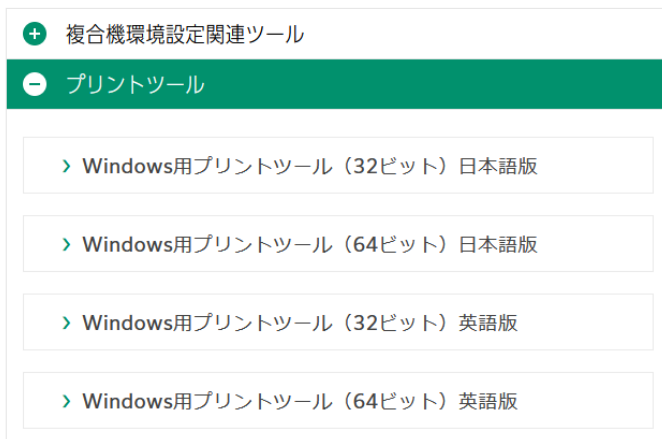 複合機環境設定関連ツール
プリントツール
Windows用プリントツール（32ビット）日本語版
Windows用プリントツール（64ビット）日本語版
Windows用プリントツール（32ビット）英語版
Windows用プリントツール（64ビット）英語版